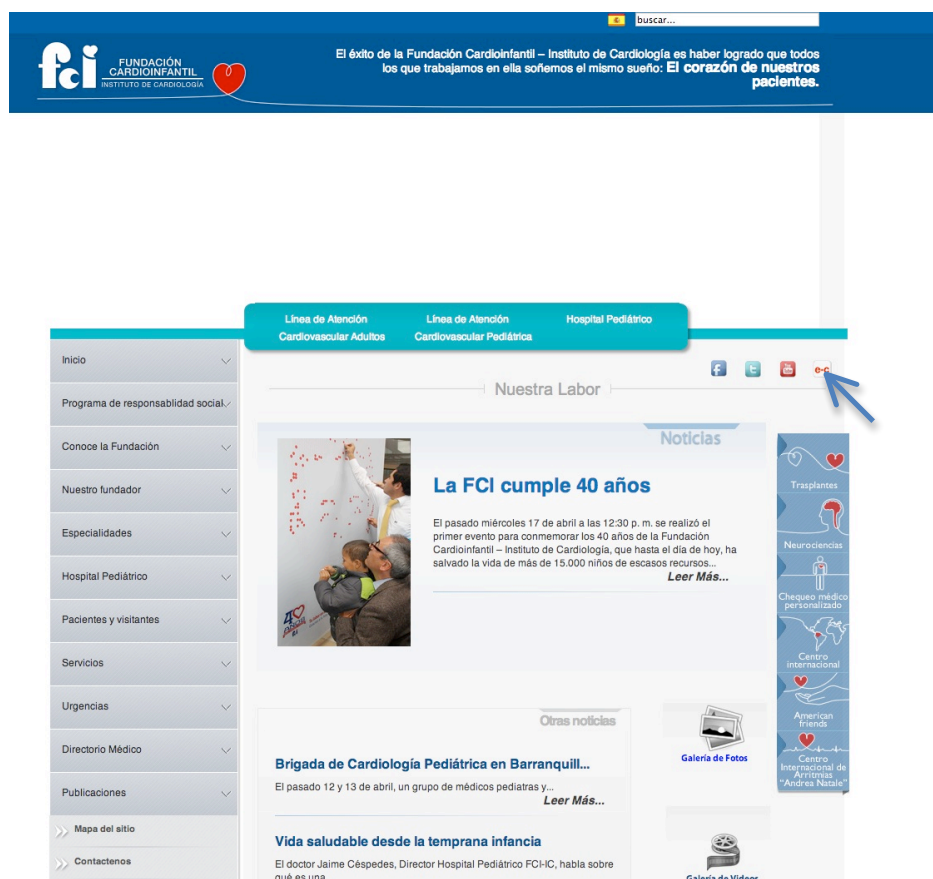 buscar...
fci
FUNDACIÓN
CARDIOINFANTIL
INSTITUTO DE CARDIOLOGÍA
El éxito de la Fundación Cardioinfantil – Instituto de Cardiología es haber logrado que todos
los que trabajamos en ella soñemos el mismo sueño: El corazón de nuestros
pacientes.
Línea de Atención
Cardiovascular Adultos
Línea de Atención
Cardiovascular Pediátrica
Hospital Pediátrico
Inicio
Programa de responsablidad social
Conoce la Fundación
Nuestro fundador
Especialidades
Hospital Pediátrico
Pacientes y visitantes
Servicios
Urgencias
Directorio Médico
Publicaciones
Mapa del sitio
Contactenos
e-c
Nuestra Labor
Noticias
La FCI cumple 40 años
El pasado miércoles 17 de abril a las 12:30 p. m. se realizó el
primer evento para conmemorar los 40 años de la Fundación
Cardioinfantil – Instituto de Cardiología, que hasta el día de hoy, ha
salvado la vida de más de 15.000 niños de escasos recursos...
Leer Más...
Otras noticias
Brigada de Cardiología Pediátrica en Barranquill...
El pasado 12 y 13 de abril, un grupo de médicos pediatras y...
Leer Más...
Vida saludable desde la temprana infancia
El doctor Jaime Céspedes, Director Hospital Pediátrico FCI-IC, habla sobre
qué es una
Galería de Fotos
Galería de Videos
Trasplantes
Neurociencias
Chequeo médico
personalizado
Centro
internacional
American
friends
Centro
Internacional de
Arritmias
"Andrea Natale"